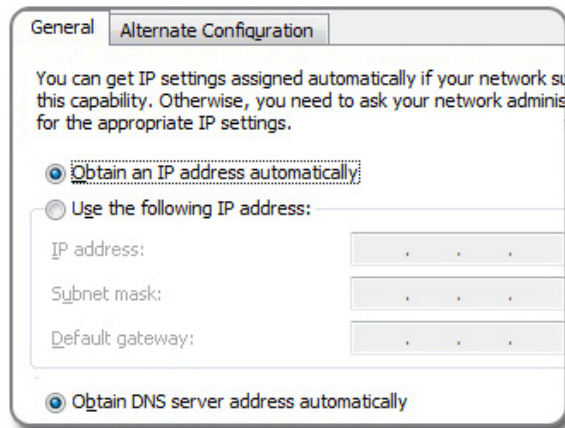 General Alternate Configuration
You can get IP settings assigned automatically if your network su
this capability. Otherwise, you need to ask your network adminis
for the appropriate IP settings.
Obtain an IP address automatically
Use the following IP address:
IP address: . . .
Subnet mask: . . .
Default gateway: . . .
Obtain DNS server address automatically